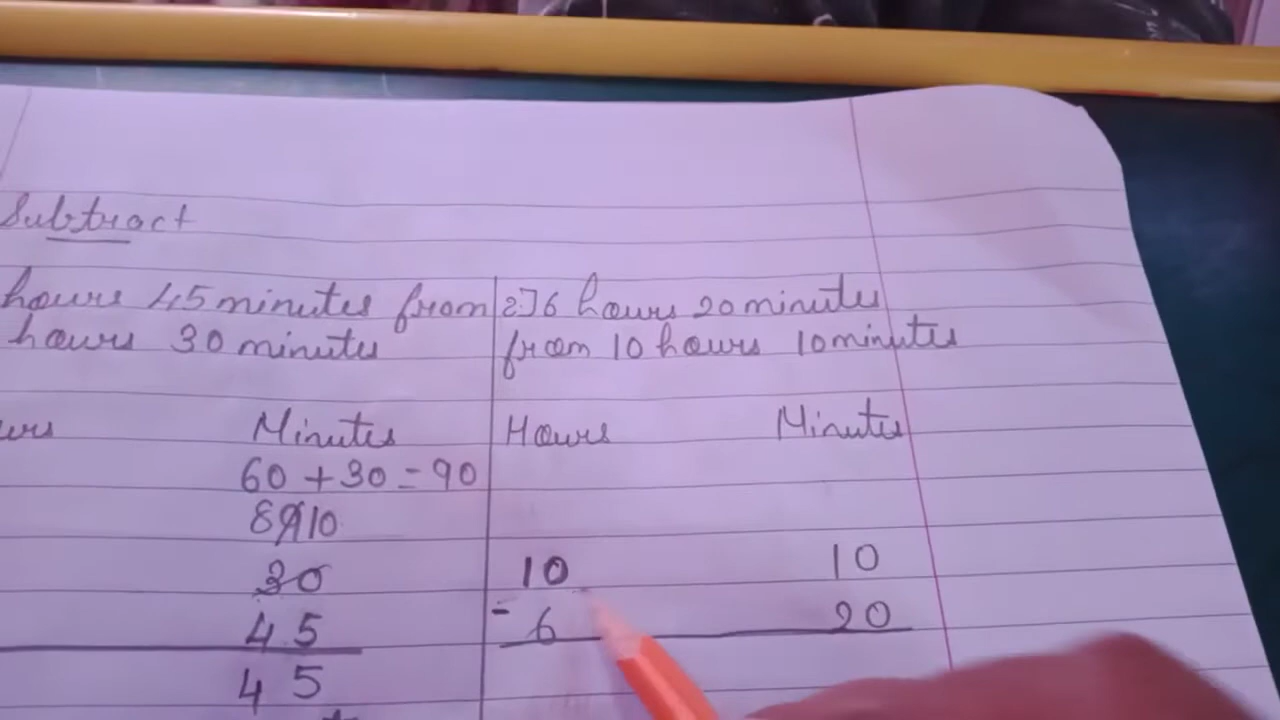 Subtract
hours 45 minutes from
hours 30 minutes
Minutes
60 + 30 = 90
8 9 10
30
45
45
2) 6 hours 20 minutes
from 10 hours 10 minutes
Hours Minutes
10 10
- 6 20